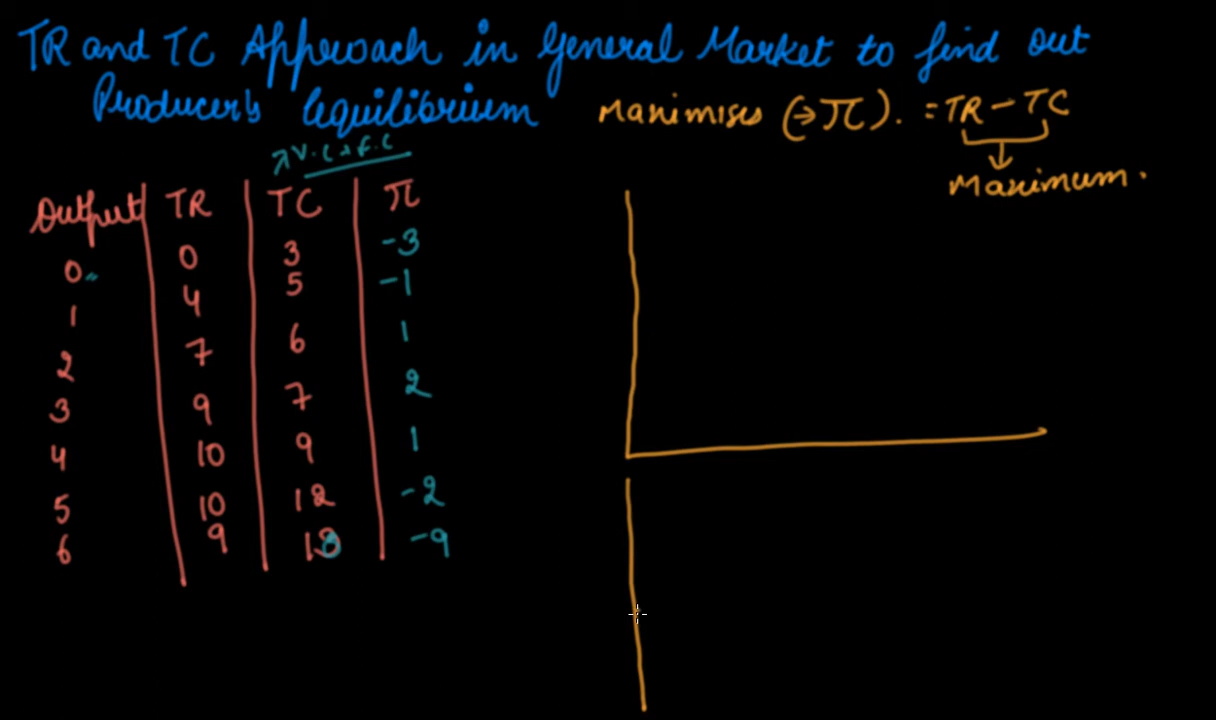 TR and TC Approach in General Market to find out
Producer's Equilibrium Maximises (→π). = TR - TC
Maximum.
↗ V.C + F.C
Output TR TC π
0 0 3 -3
1 4 5 -1
2 7 6 1
3 9 7 2
4 10 9 1
5 10 12 -2
6 9 18 -9